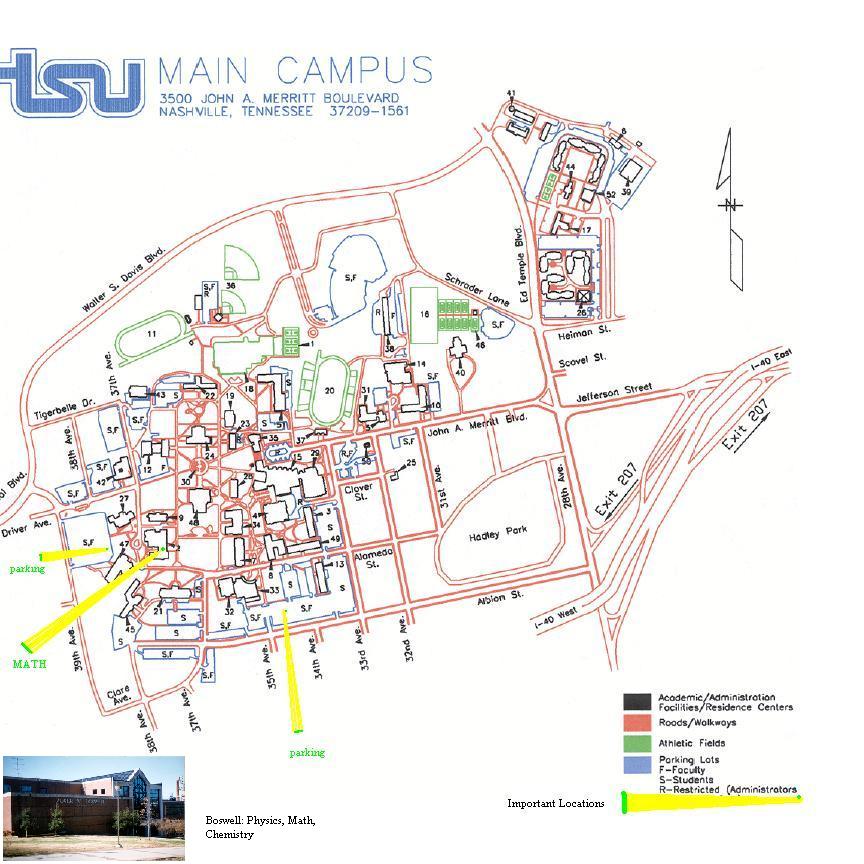 tsu
MAIN CAMPUS
3500 JOHN A. MERRITT BOULEVARD
NASHVILLE, TENNESSEE 37209-1561
41
6
44
39
52
17
26
N
Walter S. Davis Blvd.
Ed Temple Blvd.
Schrader Lane
36
S,F
R
S,F
11
1
R
F
38
16
46
S,F
Heiman St.
Scovel St.
I-40 East
Jefferson Street
Exit 207
37th Ave.
18
20
14
40
Tigerbelle Dr.
43
S
22
19
S
31
S,F
10
John A. Merritt Blvd.
S,F
38th Ave.
23
S
51
35
37
5
24
12
F
S,F
42
S,F
15
29
R,F
50
S,F
25
31st Ave.
28th Ave.
Exit 207
ol Blvd.
30
28
Clover
St.
Driver Ave.
27
9
48
34
R
3
S,F
47
2
4
49
Hadley Park
parking
8
Alameda
St.
13
21
32
33
S
S
S,F
S,F
Albion St.
I-40 West
45
S
S
S
S
MATH
39th Ave.
S,F
S,F
35th Ave.
34th Ave.
33rd Ave.
32nd Ave.
Clare
Ave.
37th Ave.
38th Ave.
parking
Academic/Administration
Facilities/Residence Centers
Roads/Walkways
Athletic Fields
Parking Lots
F-Faculty
S-Students
R-Restricted (Administrators
Important Locations
Boswell: Physics, Math,
Chemistry